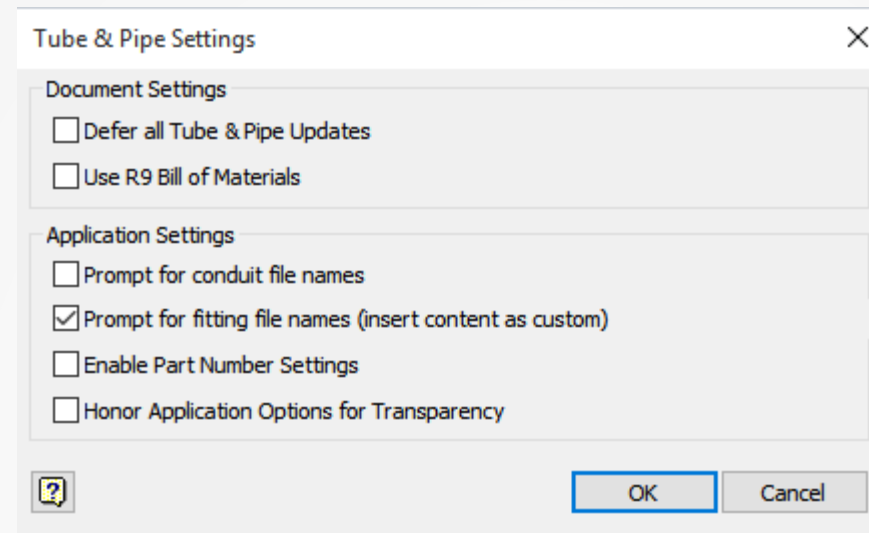 Tube & Pipe Settings
Document Settings
Defer all Tube & Pipe Updates
Use R9 Bill of Materials
Application Settings
Prompt for conduit file names
Prompt for fitting file names (insert content as custom)
Enable Part Number Settings
Honor Application Options for Transparency
?
OK
Cancel